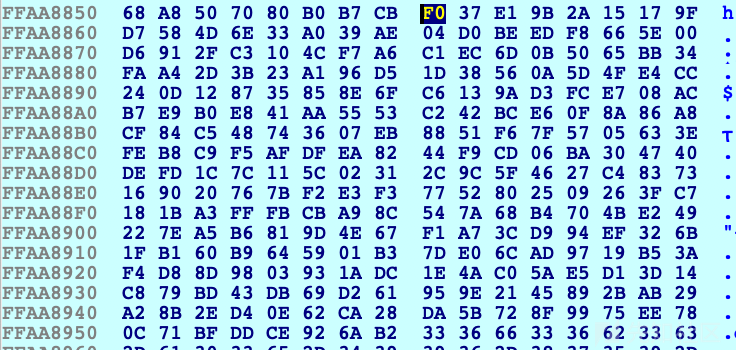 FFAA8850 68 A8 50 70 80 B0 B7 CB F0 37 E1 9B 2A 15 17 9F h
FFAA8860 D7 58 4D 6E 33 A0 39 AE 04 D0 BE ED F8 66 5E 00 .
FFAA8870 D6 91 2F C3 10 4C F7 A6 C1 EC 6D 0B 50 65 BB 34 .
FFAA8880 FA A4 2D 3B 23 A1 96 D5 1D 38 56 0A 5D 4F E4 CC .
FFAA8890 24 0D 12 87 35 85 8E 6F C6 13 9A D3 FC E7 08 AC $
FFAA88A0 B7 E9 B0 E8 41 AA 55 53 C2 42 BC E6 0F 8A 86 A8 .
FFAA88B0 CF 84 C5 48 74 36 07 EB 88 51 F6 7F 57 05 63 3E т
FFAA88C0 FE B8 C9 F5 AF DF EA 82 44 F9 CD 06 BA 30 47 40 .
FFAA88D0 DE FD 1C 7C 11 5C 02 31 2C 9C 5F 46 27 C4 83 73 .
FFAA88E0 16 90 20 76 7B F2 E3 F3 77 52 80 25 09 26 3F C7 .
FFAA88F0 18 1B A3 FF FB CB A9 8C 54 7A 68 B4 70 4B E2 49 .
FFAA8900 22 7E A5 B6 81 9D 4E 67 F1 A7 3C D9 94 EF 32 6B "
FFAA8910 1F B1 60 B9 64 59 01 B3 7D E0 6C AD 97 19 B5 3A .
FFAA8920 F4 D8 8D 98 03 93 1A DC 1E 4A C0 5A E5 D1 3D 14 .
FFAA8930 C8 79 BD 43 DB 69 D2 61 95 9E 21 45 89 2B AB 29 .
FFAA8940 A2 8B 2E D4 0E 62 CA 28 DA 5B 72 8F 99 75 EE 78 .
FFAA8950 0C 71 BF DD CE 92 6A B2 33 36 66 33 36 62 33 63 .